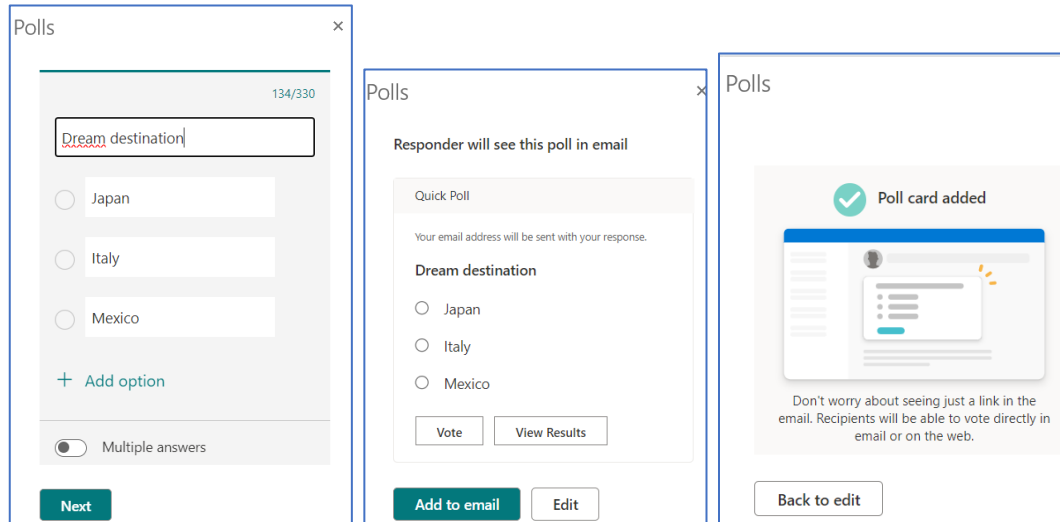 Polls
134/330
Dream destination
Japan
Italy
Mexico
+ Add option
Multiple answers
Next
Polls
Responder will see this poll in email
Quick Poll
Your email address will be sent with your response.
Dream destination
Japan
Italy
Mexico
Vote
View Results
Add to email
Edit
Polls
Poll card added
Don't worry about seeing just a link in the
email. Recipients will be able to vote directly in
email or on the web.
Back to edit